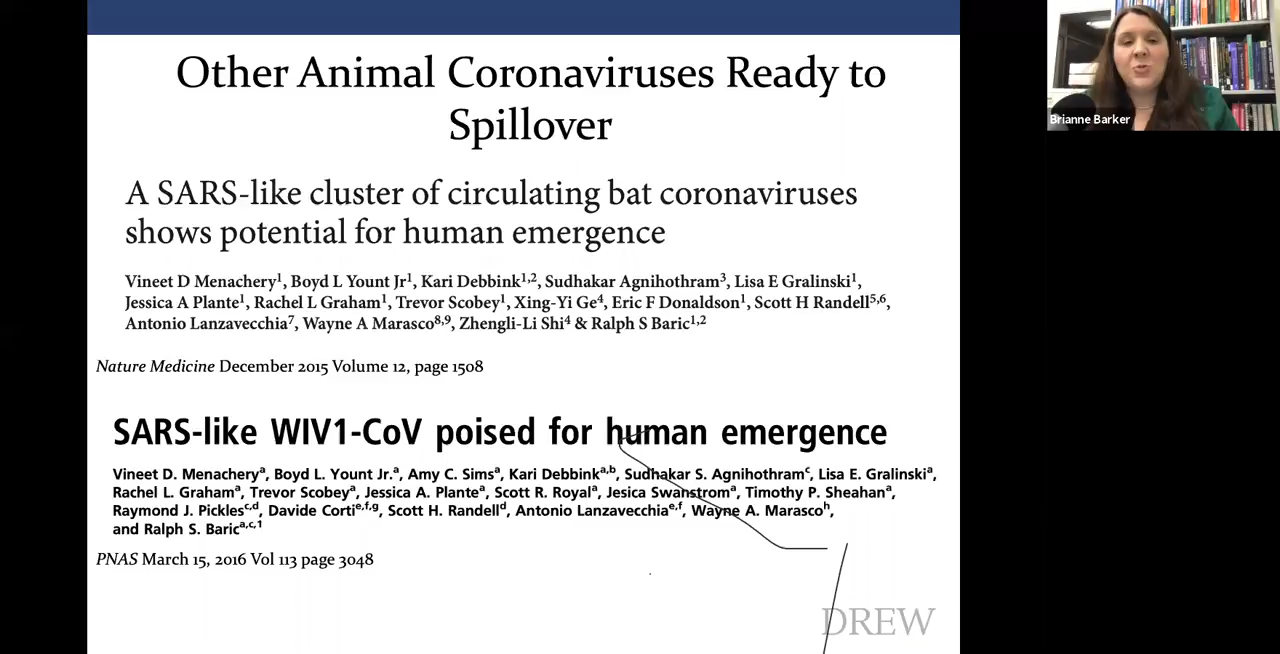 Other Animal Coronaviruses Ready to
Spillover
A SARS-like cluster of circulating bat coronaviruses
shows potential for human emergence
Vineet D Menachery1, Boyd L Yount Jr1, Kari Debbink1,2, Sudhakar Agnihothram3, Lisa E Gralinski1,
Jessica A Plante1, Rachel L Graham1, Trevor Scobey1, Xing-Yi Ge4, Eric F Donaldson1, Scott H Randell5,6,
Antonio Lanzavecchia7, Wayne A Marasco8,9, Zhengli-Li Shi4 & Ralph S Baric1,2
Nature Medicine December 2015 Volume 12, page 1508
SARS-like WIV1-CoV poised for human emergence
Vineet D. Menacherya, Boyd L. Yount Jr.a, Amy C. Simsa, Kari Debbinka,b, Sudhakar S. Agnihothramc, Lisa E. Gralinskia,
Rachel L. Grahama, Trevor Scobeya, Jessica A. Plantea, Scott R. Royala, Jesica Swanstroma, Timothy P. Sheahana,
Raymond J. Picklesc,d, Davide Cortie,f,g, Scott H. Randelld, Antonio Lanzavecchiae,f, Wayne A. Marascoh,
and Ralph S. Barica,c,1
PNAS March 15, 2016 Vol 113 page 3048
DREW
Brianne Barker